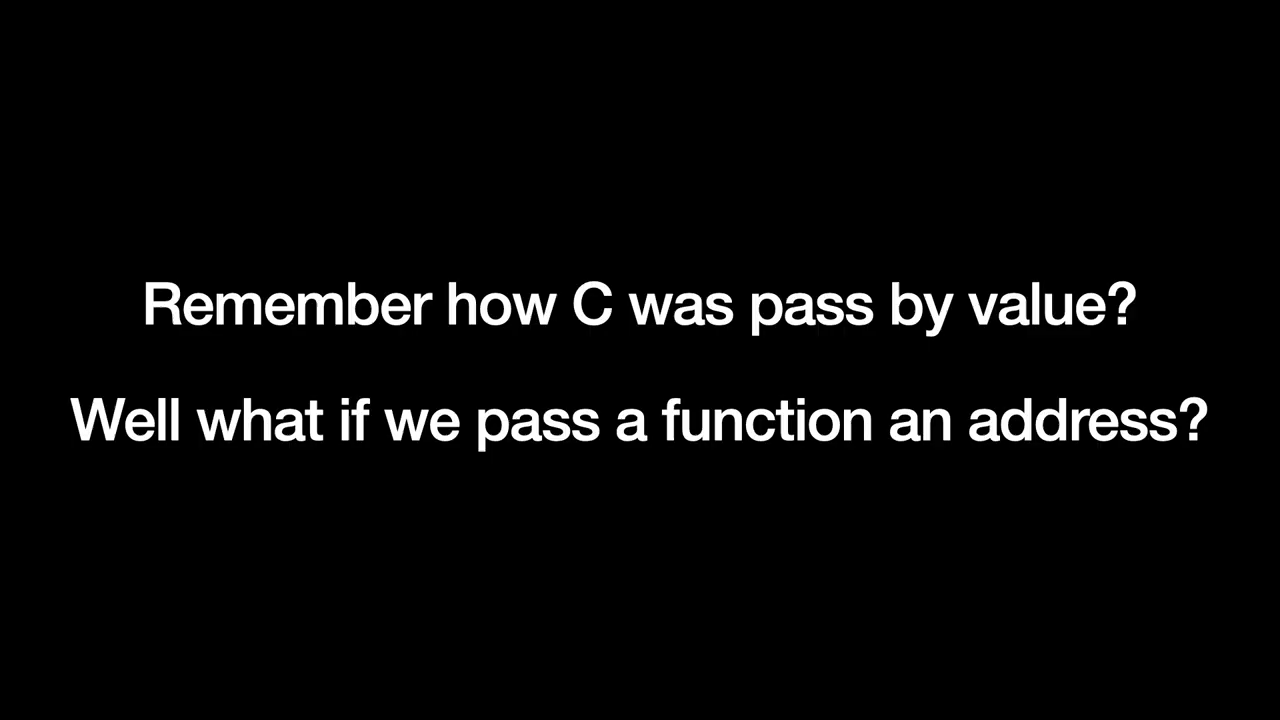 Remember how C was pass by value?
Well what if we pass a function an address?